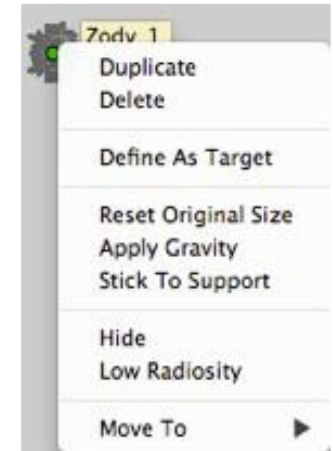 Zody_1
Duplicate
Delete
Define As Target
Reset Original Size
Apply Gravity
Stick To Support
Hide
Low Radiosity
Move To